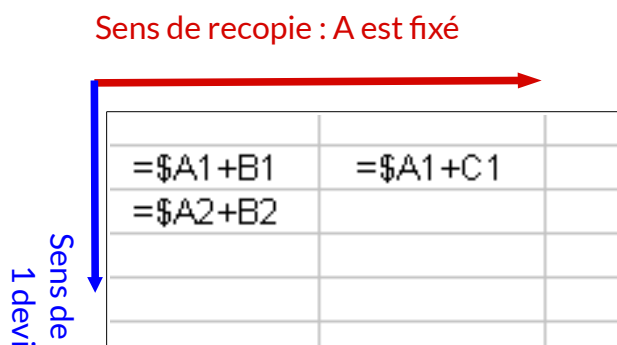 Sens de recopie : A est fixé
=$A1+B1 =$A1+C1
=$A2+B2
Sens de
1 devi